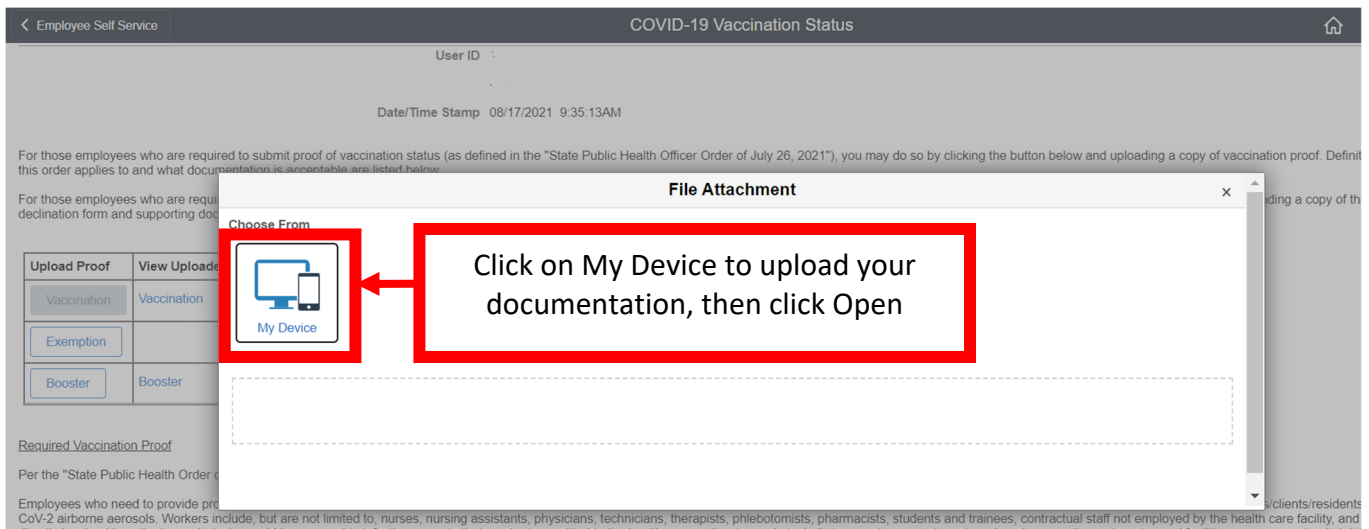 Employee Self Service
COVID-19 Vaccination Status
User ID
Date/Time Stamp 08/17/2021 9:35:13AM
For those employees who are required to submit proof of vaccination status (as defined in the "State Public Health Officer Order of July 26, 2021"), you may do so by clicking the button below and uploading a copy of vaccination proof. Definit
this order applies to and what documentation is acceptable are listed below.
For those employees who are requi
ding a copy of th
declination form and supporting doc
File Attachment
×
Choose From
My Device
Click on My Device to upload your
documentation, then click Open
Upload Proof View Uploade
Vaccination Vaccination
Exemption
Booster Booster
Required Vaccination Proof
Per the "State Public Health Order
Employees who need to provide pro
s/clients/residents
CoV-2 airborne aerosols. Workers include, but are not limited to, nurses, nursing assistants, physicians, technicians, therapists, phlebotomists, pharmacists, students and trainees, contractual staff not employed by the health care facility, and